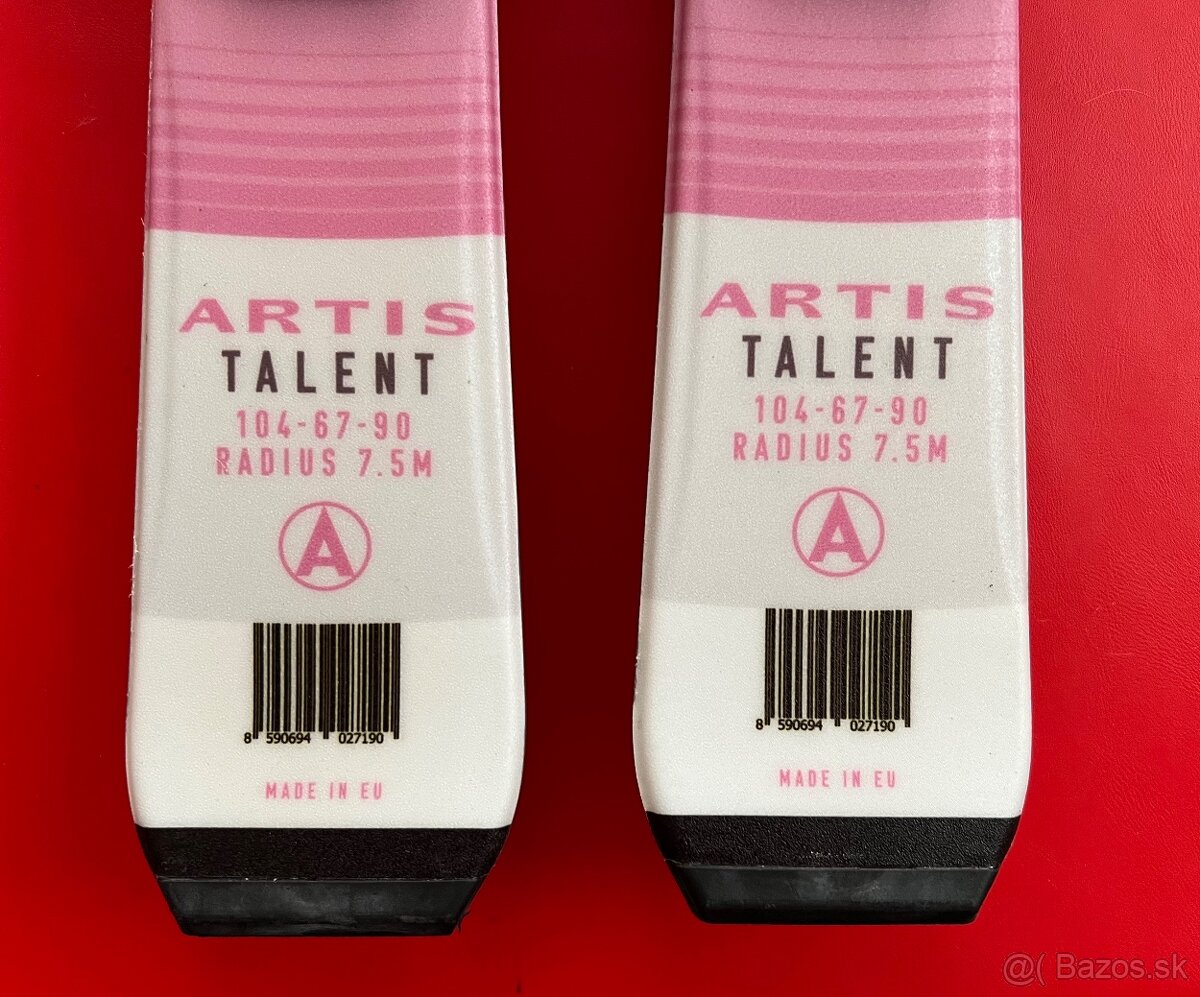 ARTIS
TALENT
104-67-90
RADIUS 7.5M
A
8 590694 027190
MADE IN EU
ARTIS
TALENT
104-67-90
RADIUS 7.5M
A
8 590694 027190
MADE IN EU
@( Bazos.sk